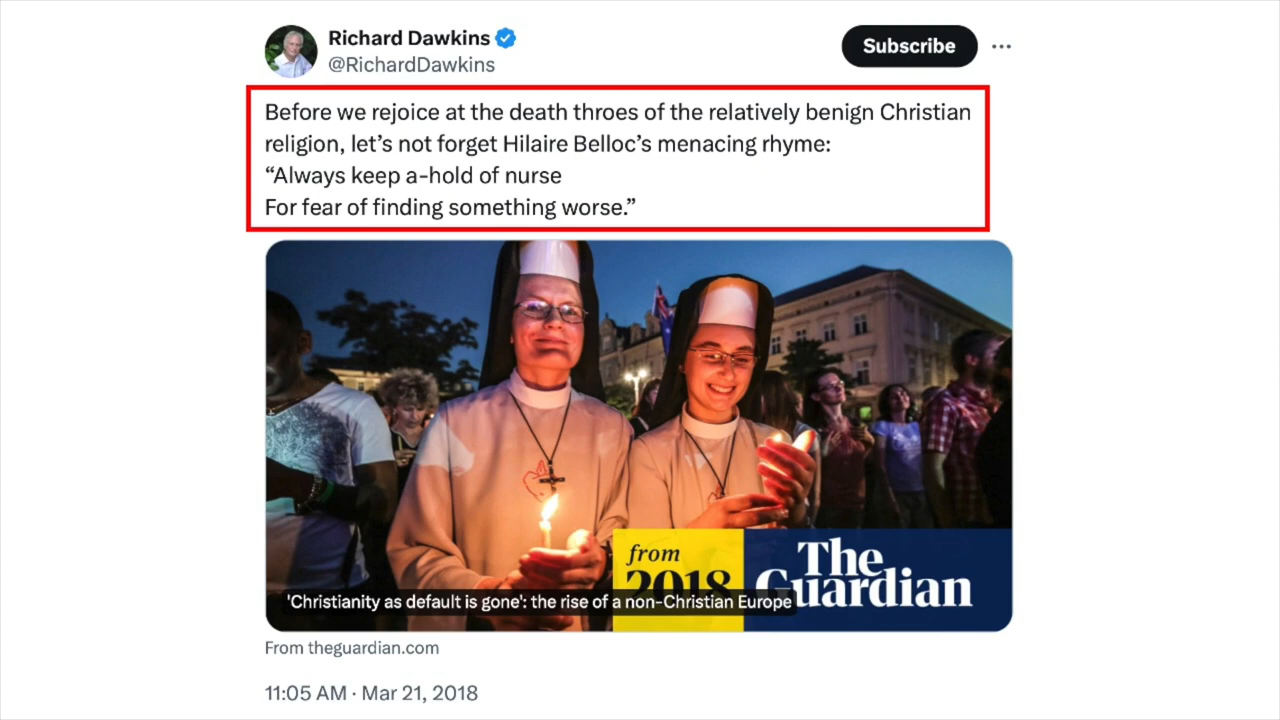 Richard Dawkins
@RichardDawkins
Subscribe
Before we rejoice at the death throes of the relatively benign Christian
religion, let’s not forget Hilaire Belloc’s menacing rhyme:
“Always keep a-hold of nurse
For fear of finding something worse.”
from
2018
The
Guardian
'Christianity as default is gone': the rise of a non-Christian Europe
From theguardian.com
11:05 AM · Mar 21, 2018